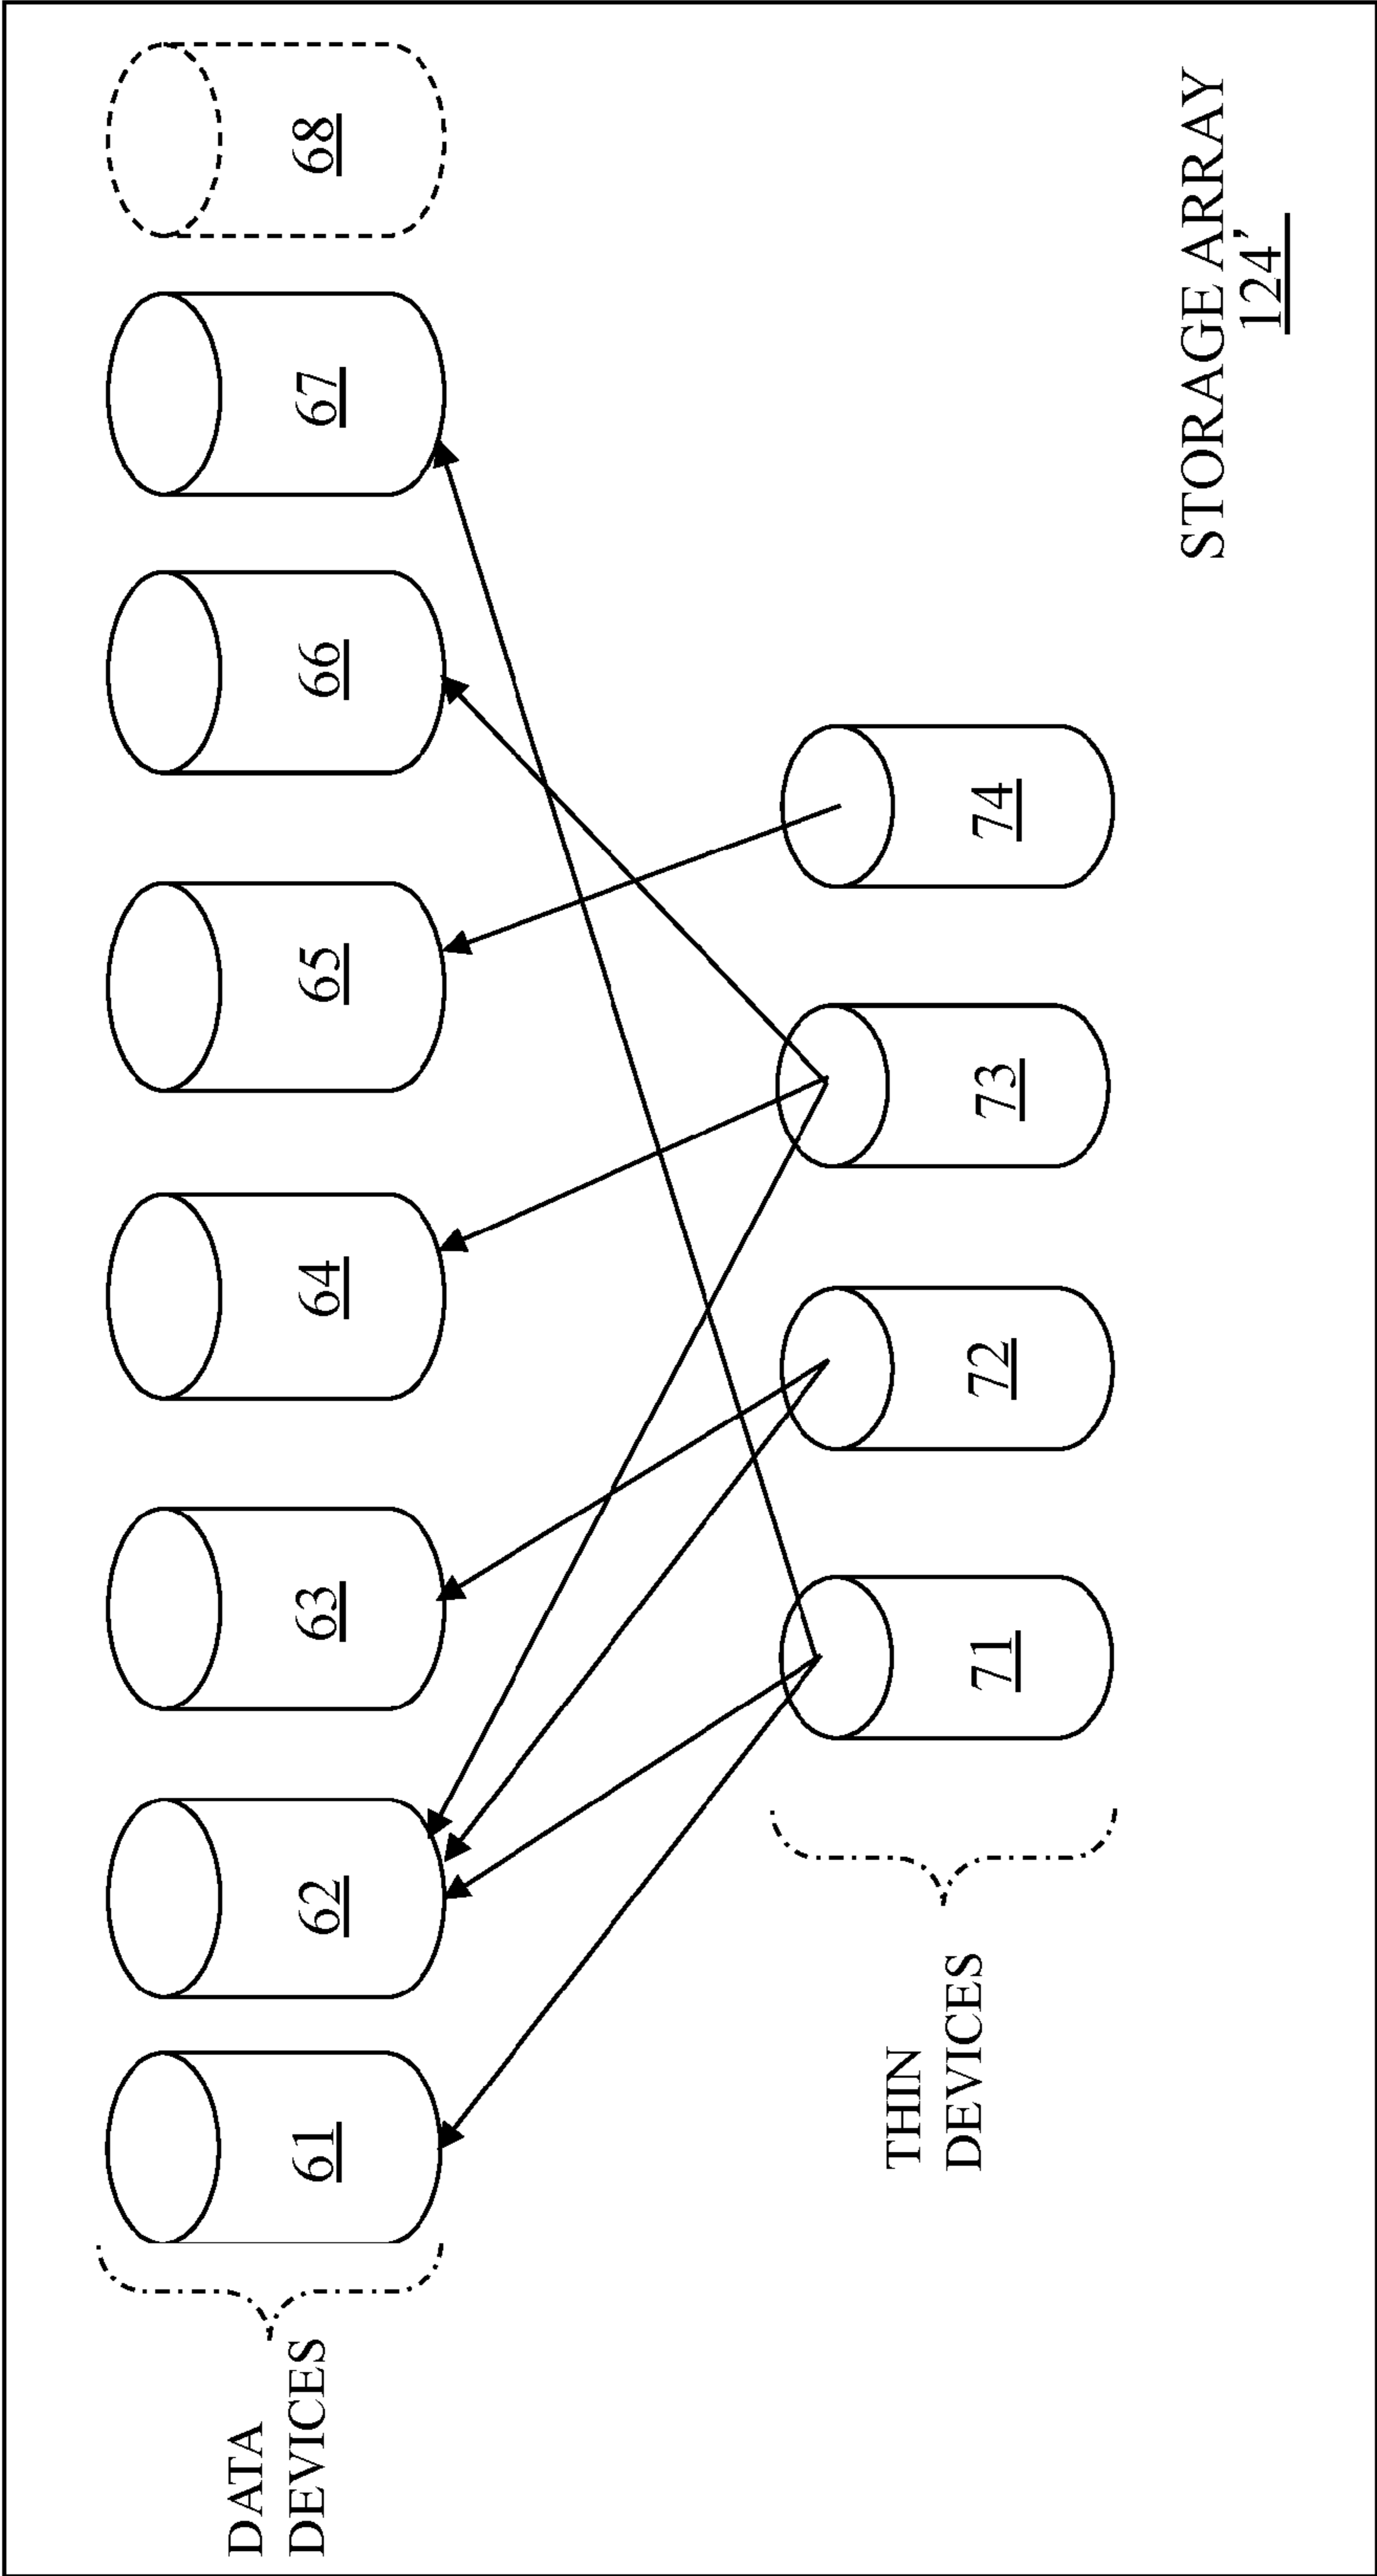 DATA
DEVICES
61
62
63
64
65
66
67
68
THIN
DEVICES
71
72
73
74
STORAGE ARRAY
124'